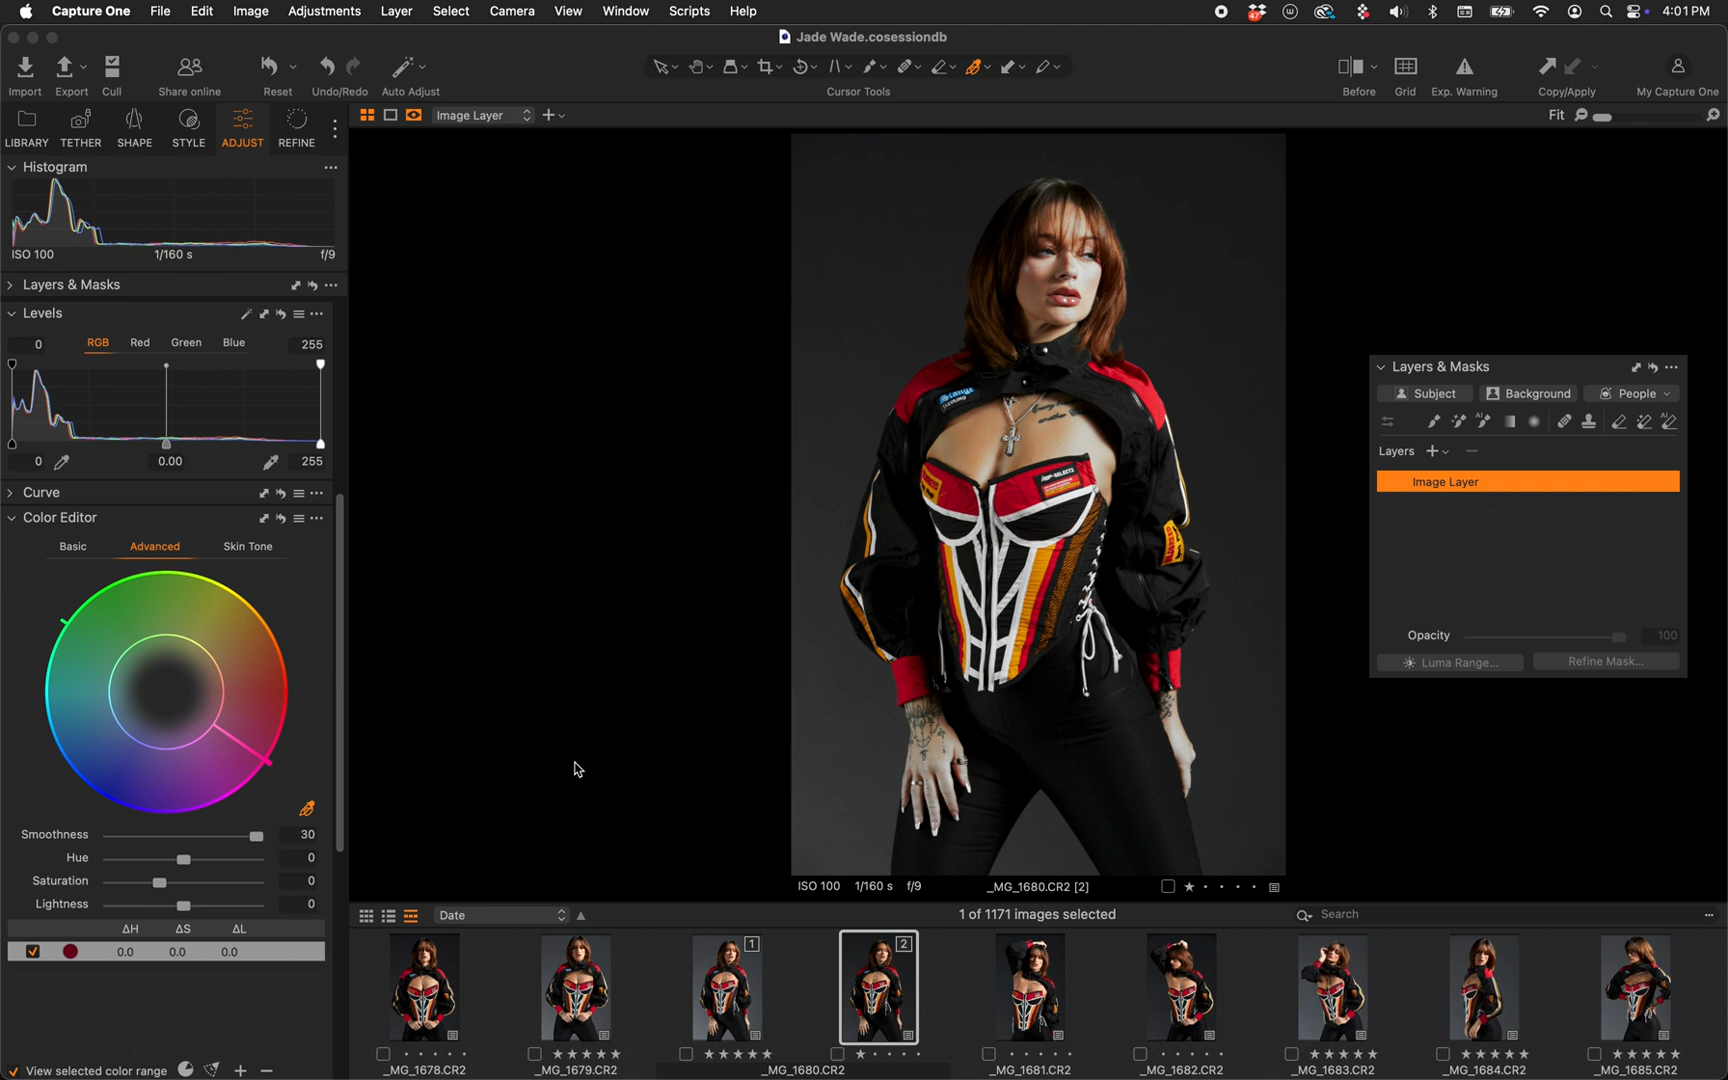 Capture One File Edit Image Adjustments Layer Select Camera View Window Scripts Help 47 4:01 PM
Jade Wade.cosessiondb
Import Export Cull Share online Reset Undo/Redo Auto Adjust Cursor Tools Before Grid Exp. Warning Copy/Apply My Capture One
LIBRARY TETHER SHAPE STYLE ADJUST REFINE
Image Layer Fit
Histogram
ISO 100 1/160 s f/9
Layers & Masks
Levels
0 RGB Red Green Blue 255
0 0.00 255
Curve
Color Editor
Basic Advanced Skin Tone
Smoothness 30
Hue 0
Saturation 0
Lightness 0
ΔH ΔS ΔL
0.0 0.0 0.0
View selected color range
Layers & Masks
Subject Background People
AI AI
Layers
Image Layer
Opacity 100
Luma Range... Refine Mask...
ISO 100 1/160 s f/9 _MG_1680.CR2 [2]
Date 1 of 1171 images selected Search
1 2
_MG_1678.CR2 _MG_1679.CR2 _MG_1680.CR2 _MG_1681.CR2 _MG_1682.CR2 _MG_1683.CR2 _MG_1684.CR2 _MG_1685.CR2